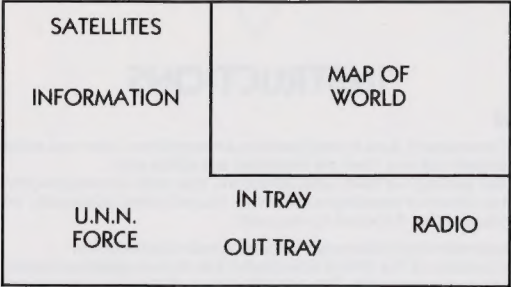 SATELLITES
INFORMATION
MAP OF
WORLD
U.N.N.
FORCE
IN TRAY
OUT TRAY
RADIO